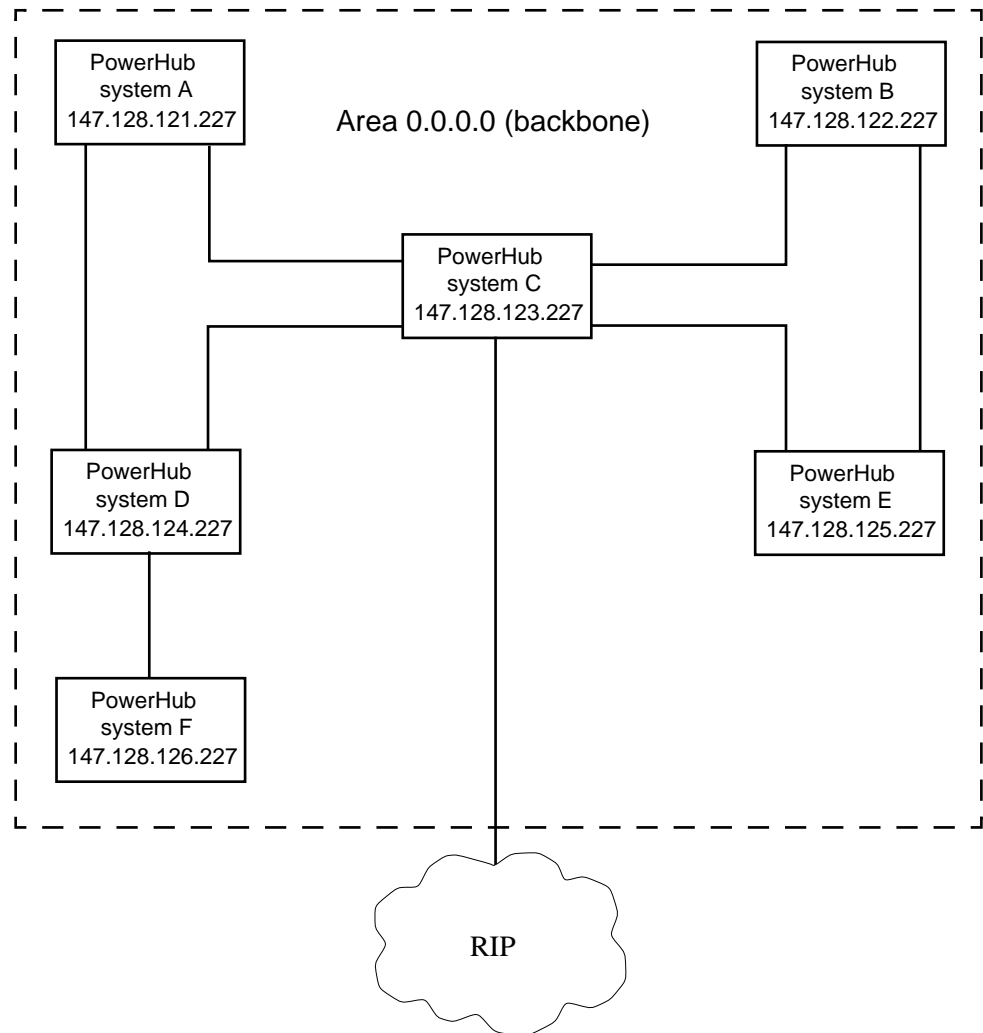 PowerHub
system A
147.128.121.227
Area 0.0.0.0 (backbone)
PowerHub
system B
147.128.122.227
PowerHub
system C
147.128.123.227
PowerHub
system D
147.128.124.227
PowerHub
system E
147.128.125.227
PowerHub
system F
147.128.126.227
RIP